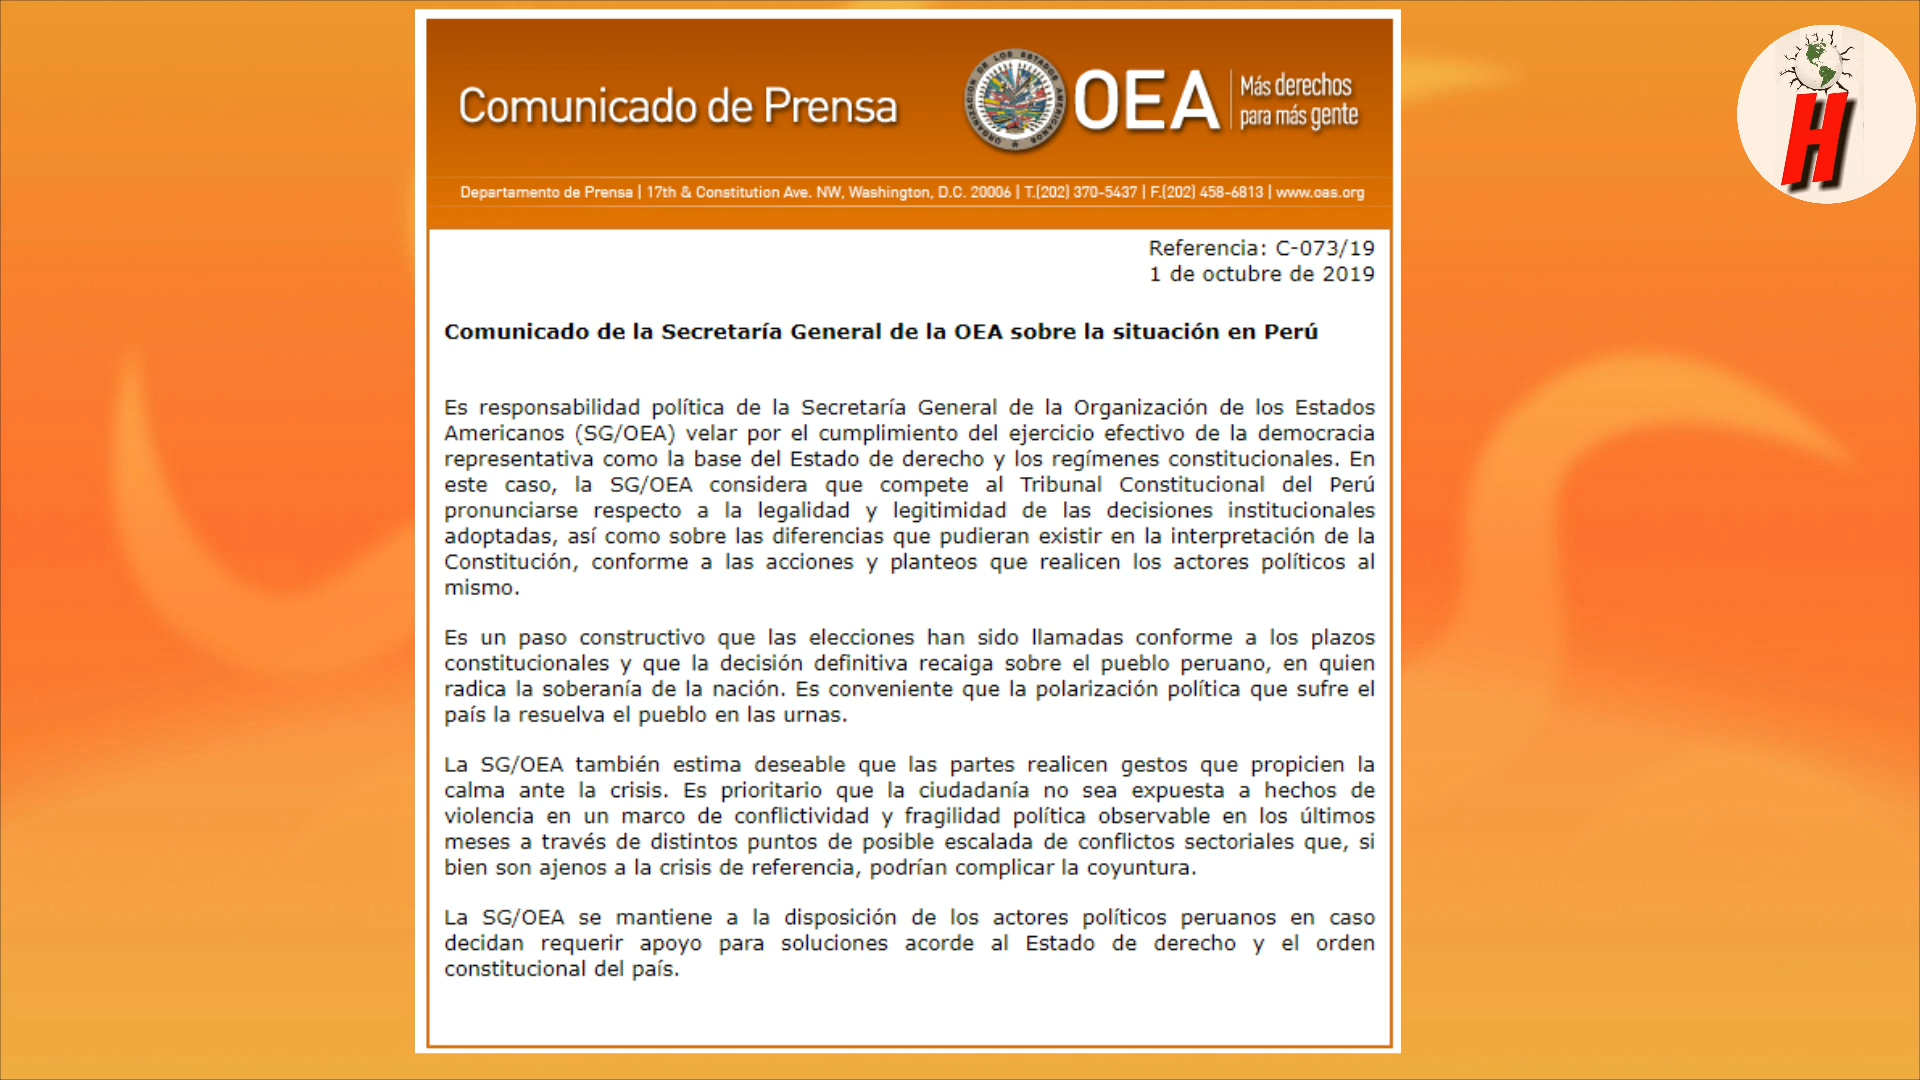 Comunicado de Prensa
ORGANIZACION DE LOS ESTADOS AMERICANOS
OEA
Más derechos
para más gente
H
Departamento de Prensa | 17th & Constitution Ave. NW, Washington, D.C. 20006 | T.(202) 370-5437 | F.(202) 458-6813 | www.oas.org
Referencia: C-073/19
1 de octubre de 2019
Comunicado de la Secretaría General de la OEA sobre la situación en Perú
Es responsabilidad política de la Secretaría General de la Organización de los Estados
Americanos (SG/OEA) velar por el cumplimiento del ejercicio efectivo de la democracia
representativa como la base del Estado de derecho y los regímenes constitucionales. En
este caso, la SG/OEA considera que compete al Tribunal Constitucional del Perú
pronunciarse respecto a la legalidad y legitimidad de las decisiones institucionales
adoptadas, así como sobre las diferencias que pudieran existir en la interpretación de la
Constitución, conforme a las acciones y planteos que realicen los actores políticos al
mismo.
Es un paso constructivo que las elecciones han sido llamadas conforme a los plazos
constitucionales y que la decisión definitiva recaiga sobre el pueblo peruano, en quien
radica la soberanía de la nación. Es conveniente que la polarización política que sufre el
país la resuelva el pueblo en las urnas.
La SG/OEA también estima deseable que las partes realicen gestos que propicien la
calma ante la crisis. Es prioritario que la ciudadanía no sea expuesta a hechos de
violencia en un marco de conflictividad y fragilidad política observable en los últimos
meses a través de distintos puntos de posible escalada de conflictos sectoriales que, si
bien son ajenos a la crisis de referencia, podrían complicar la coyuntura.
La SG/OEA se mantiene a la disposición de los actores políticos peruanos en caso
decidan requerir apoyo para soluciones acorde al Estado de derecho y el orden
constitucional del país.